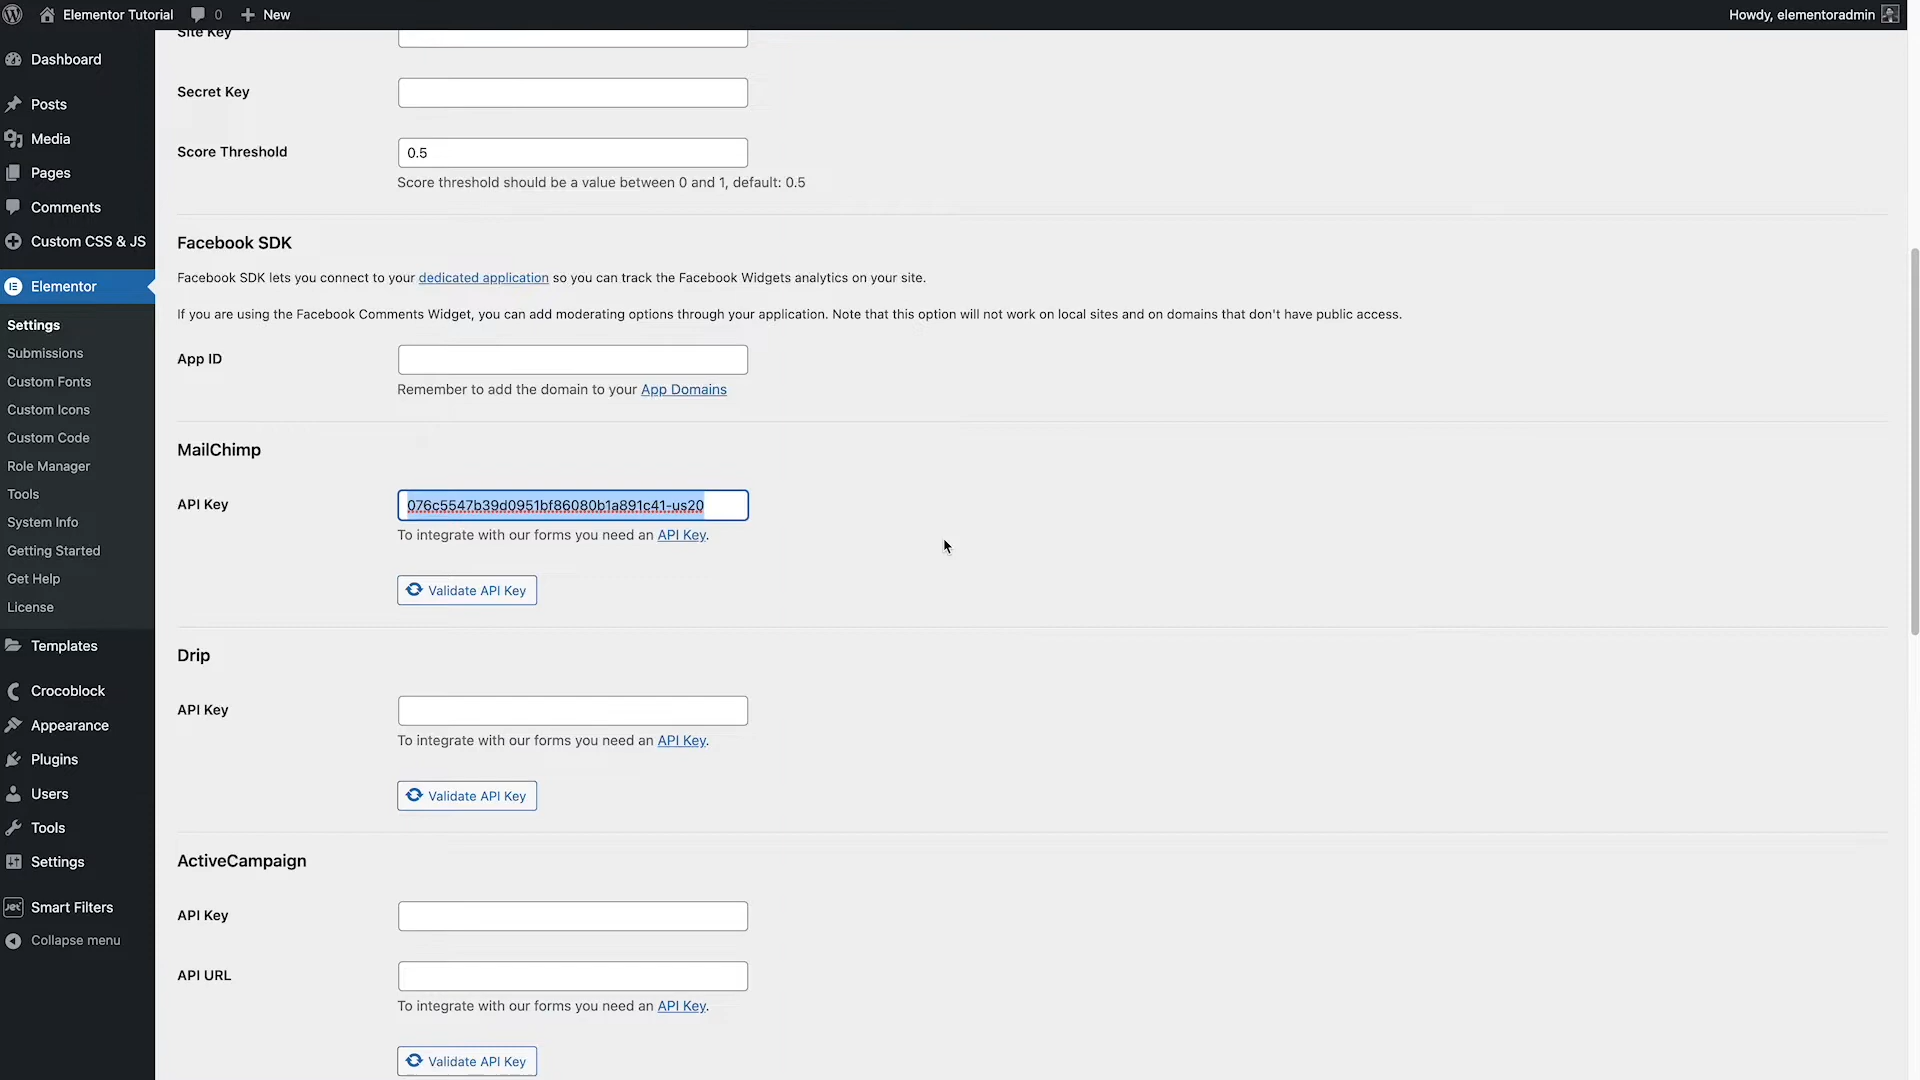 Elementor Tutorial
0
New
Howdy, elementoradmin
Dashboard
Posts
Media
Pages
Comments
Custom CSS & JS
Elementor
Settings
Submissions
Custom Fonts
Custom Icons
Custom Code
Role Manager
Tools
System Info
Getting Started
Get Help
License
Templates
Crocoblock
Appearance
Plugins
Users
Tools
Settings
Jet
Smart Filters
Collapse menu
Site Key
Secret Key
Score Threshold
0.5
Score threshold should be a value between 0 and 1, default: 0.5
Facebook SDK
Facebook SDK lets you connect to your dedicated application so you can track the Facebook Widgets analytics on your site.
If you are using the Facebook Comments Widget, you can add moderating options through your application. Note that this option will not work on local sites and on domains that don't have public access.
App ID
Remember to add the domain to your App Domains
MailChimp
API Key
076c5547b39d0951bf86080b1a891c41-us20
To integrate with our forms you need an API Key.
Validate API Key
Drip
API Key
To integrate with our forms you need an API Key.
Validate API Key
ActiveCampaign
API Key
API URL
To integrate with our forms you need an API Key.
Validate API Key